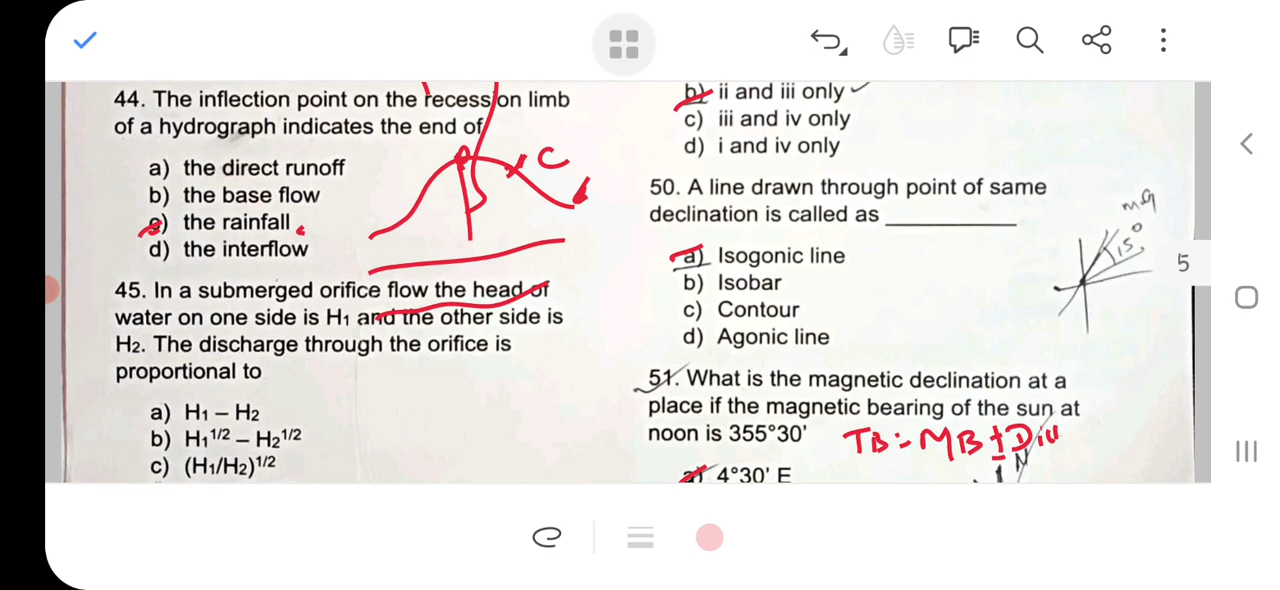 44. The inflection point on the recession limb
of a hydrograph indicates the end of
a) the direct runoff
b) the base flow
c) the rainfall
d) the interflow
45. In a submerged orifice flow the head of
water on one side is H₁ and the other side is
H₂. The discharge through the orifice is
proportional to
a) H₁ – H₂
b) H₁¹/² – H₂¹/²
c) (H₁/H₂)¹/²
C
b) ii and iii only
c) iii and iv only
d) i and iv only
50. A line drawn through point of same
declination is called as __________
a) Isogonic line
b) Isobar
c) Contour
d) Agonic line
15°
5
51. What is the magnetic declination at a
place if the magnetic bearing of the sun at
noon is 355°30'
TB = MB ± Dicl
N
a) 4°30' E